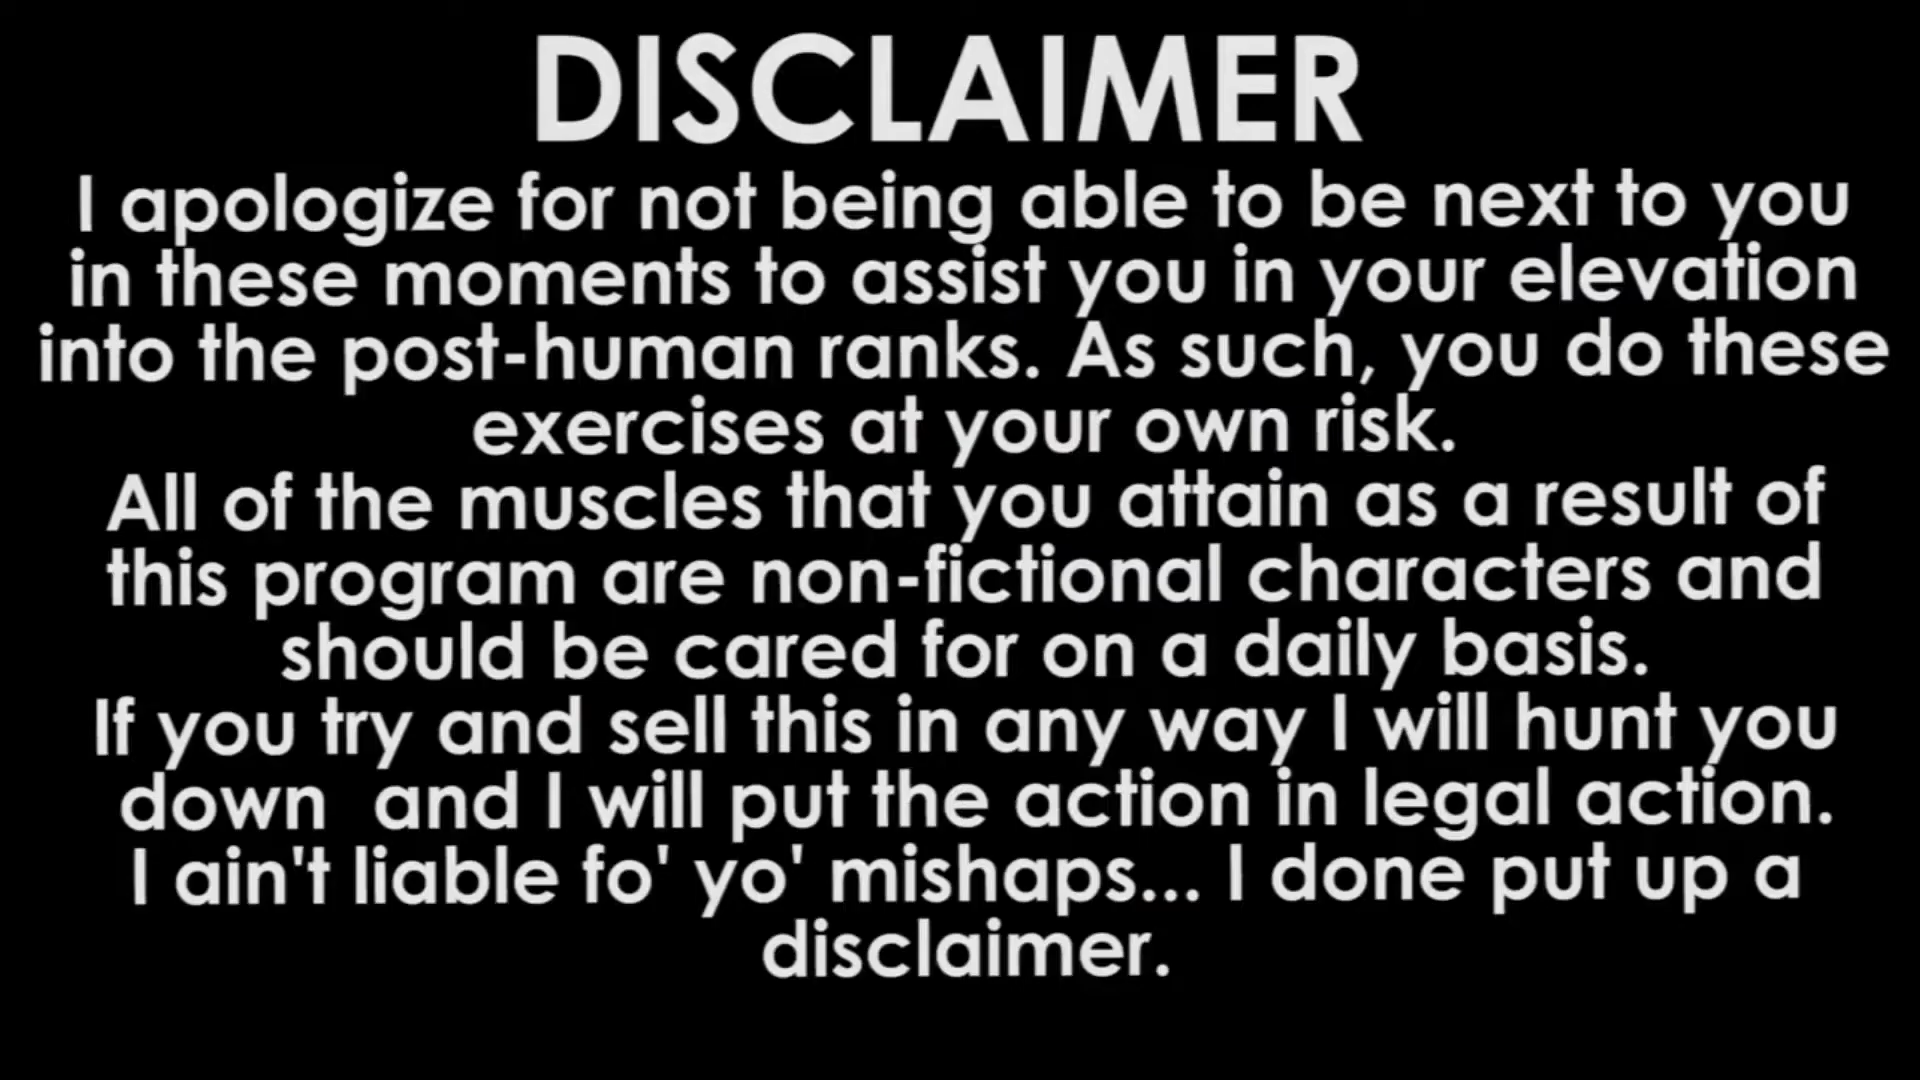 DISCLAIMER
I apologize for not being able to be next to you
in these moments to assist you in your elevation
into the post-human ranks. As such, you do these
exercises at your own risk.
All of the muscles that you attain as a result of
this program are non-fictional characters and
should be cared for on a daily basis.
If you try and sell this in any way I will hunt you
down  and I will put the action in legal action.
I ain't liable fo' yo' mishaps... I done put up a
disclaimer.